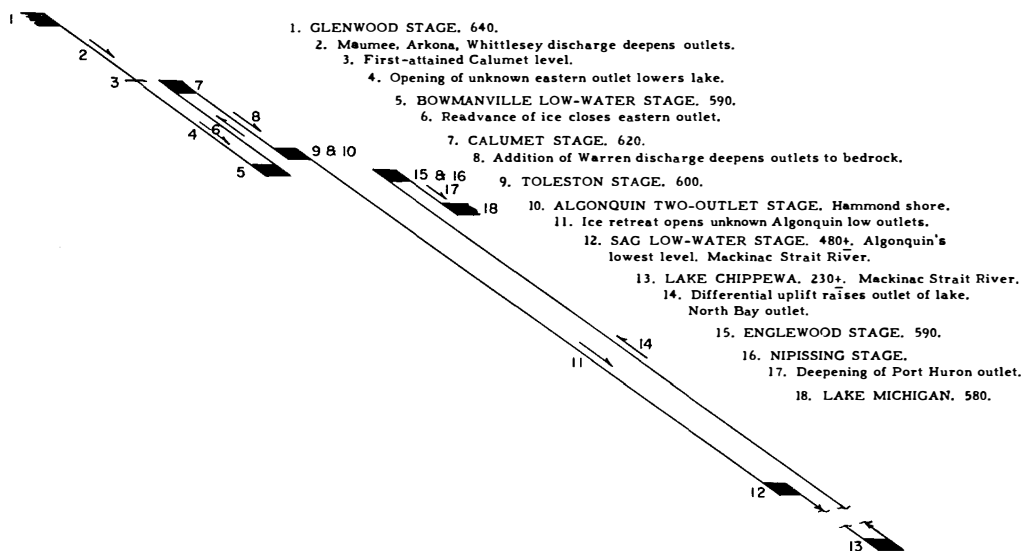 1. GLENWOOD STAGE. 640.
2. Maumee, Arkona, Whittlesey discharge deepens outlets.
3. First-attained Calumet level.
4. Opening of unknown eastern outlet lowers lake.
5. BOWMANVILLE LOW-WATER STAGE. 590.
6. Readvance of ice closes eastern outlet.
7. CALUMET STAGE. 620.
8. Addition of Warren discharge deepens outlets to bedrock.
9. TOLESTON STAGE. 600.
10. ALGONQUIN TWO-OUTLET STAGE. Hammond shore.
11. Ice retreat opens unknown Algonquin low outlets.
12. SAG LOW-WATER STAGE. 480±. Algonquin's
lowest level. Mackinac Strait River.
13. LAKE CHIPPEWA. 230±. Mackinac Strait River.
14. Differential uplift raises outlet of lake.
North Bay outlet.
15. ENGLEWOOD STAGE. 590.
16. NIPISSING STAGE.
17. Deepening of Port Huron outlet.
18. LAKE MICHIGAN. 580.
1
2
3
7
8
4
6
5
9 & 10
15 & 16
17
18
14
11
12
13